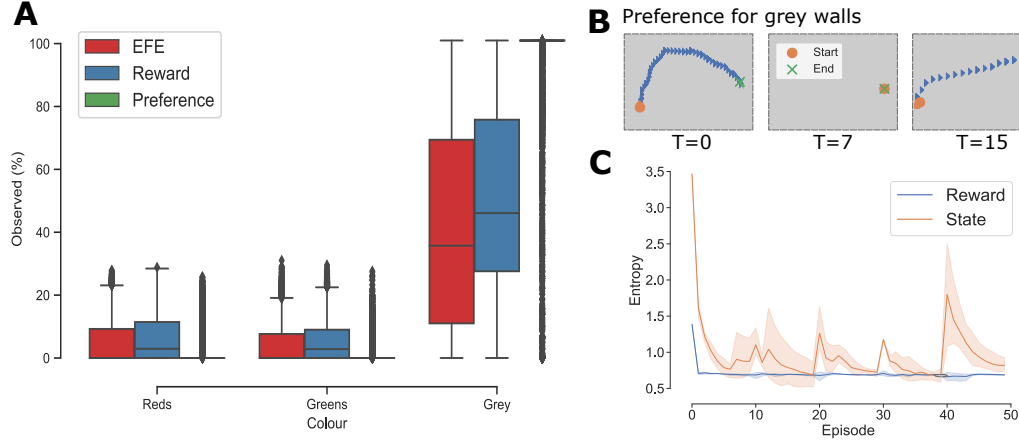 A
EFE
Reward
Preference
100
80
60
40
20
0
Observed (%)
Reds
Greens
Grey
Colour
B
Preference for grey walls
Start
End
T=0
T=7
T=15
C
Reward
State
3.5
3.0
2.5
2.0
1.5
1.0
0.5
Entropy
0
10
20
30
40
50
Episode